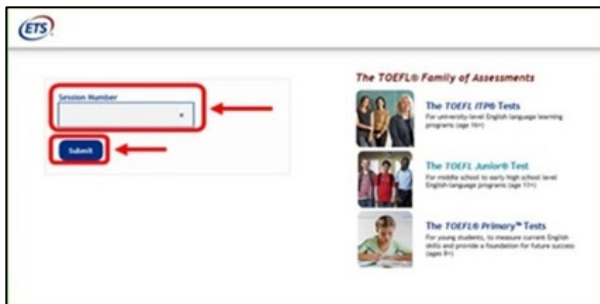 ETS
Session Number
Submit
The TOEFL® Family of Assessments
The TOEFL ITP® Tests
For university-level English language learning
programs (age 16+)
The TOEFL Junior® Test
For middle school to early high school level
English-language programs (age 11+)
The TOEFL® Primary™ Tests
For young students, to measure current English
skills and provide a foundation for future success
(ages 8+)